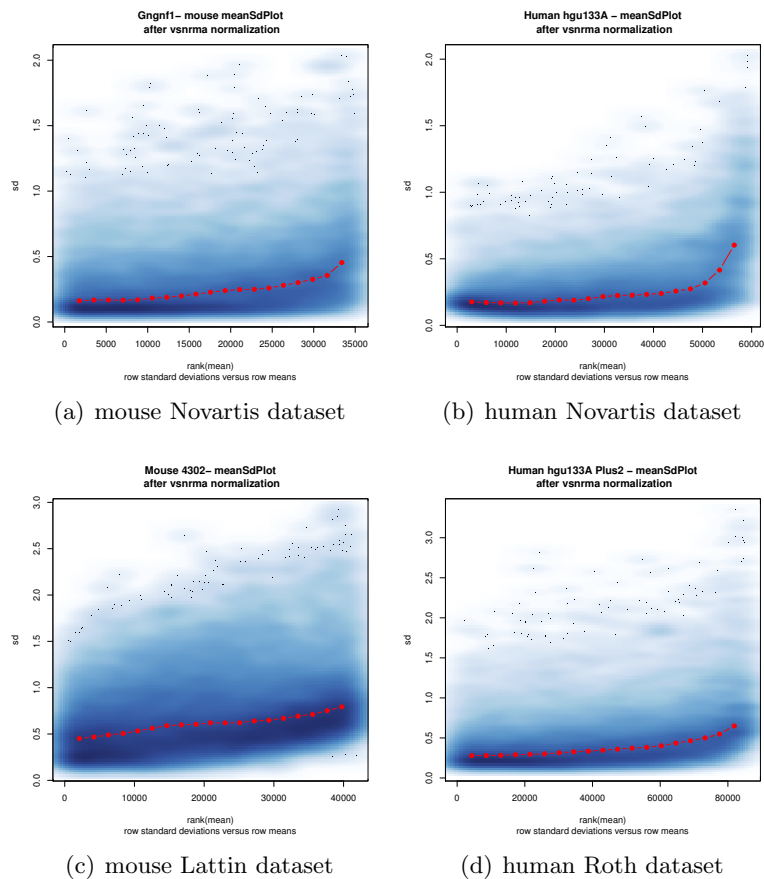 Gngnf1− mouse meanSdPlot
after vsnrma normalization
2.0
1.5
1.0
0.5
0.0
sd
0 5000 10000 15000 20000 25000 30000 35000
rank(mean)
row standard deviations versus row means
(a) mouse Novartis dataset
Human hgu133A − meanSdPlot
after vsnrma normalization
2.0
1.5
1.0
0.5
0.0
sd
0 10000 20000 30000 40000 50000 60000
rank(mean)
row standard deviations versus row means
(b) human Novartis dataset
Mouse 4302− meanSdPlot
after vsnrma normalization
3.0
2.5
2.0
1.5
1.0
0.5
0.0
sd
0 10000 20000 30000 40000
rank(mean)
row standard deviations versus row means
(c) mouse Lattin dataset
Human hgu133A Plus2 − meanSdPlot
after vsnrma normalization
3.0
2.5
2.0
1.5
1.0
0.5
0.0
sd
0 20000 40000 60000 80000
rank(mean)
row standard deviations versus row means
(d) human Roth dataset